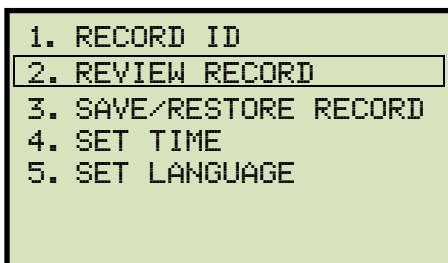 1. RECORD ID
2. REVIEW RECORD
3. SAVE/RESTORE RECORD
4. SET TIME
5. SET LANGUAGE